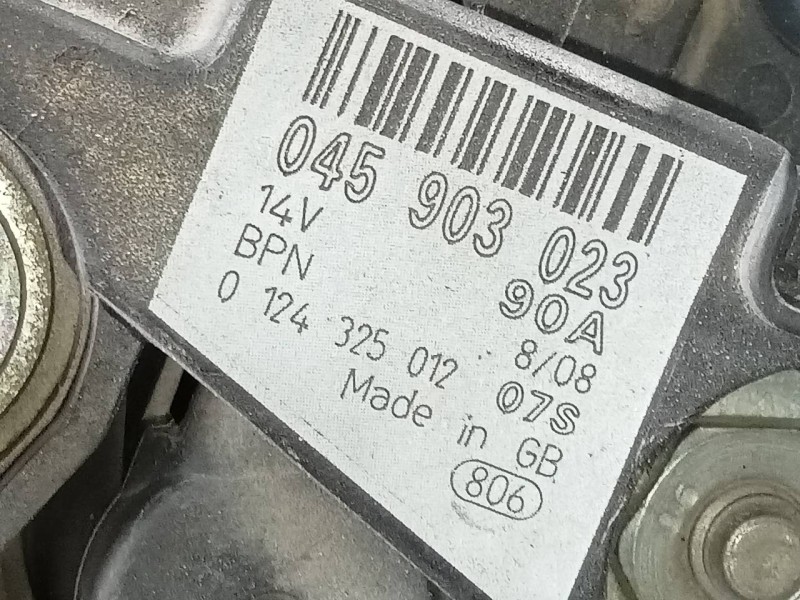 045 903 023
14V 90A
BPN 8/08
0 124 325 012 07S
Made in GB
806